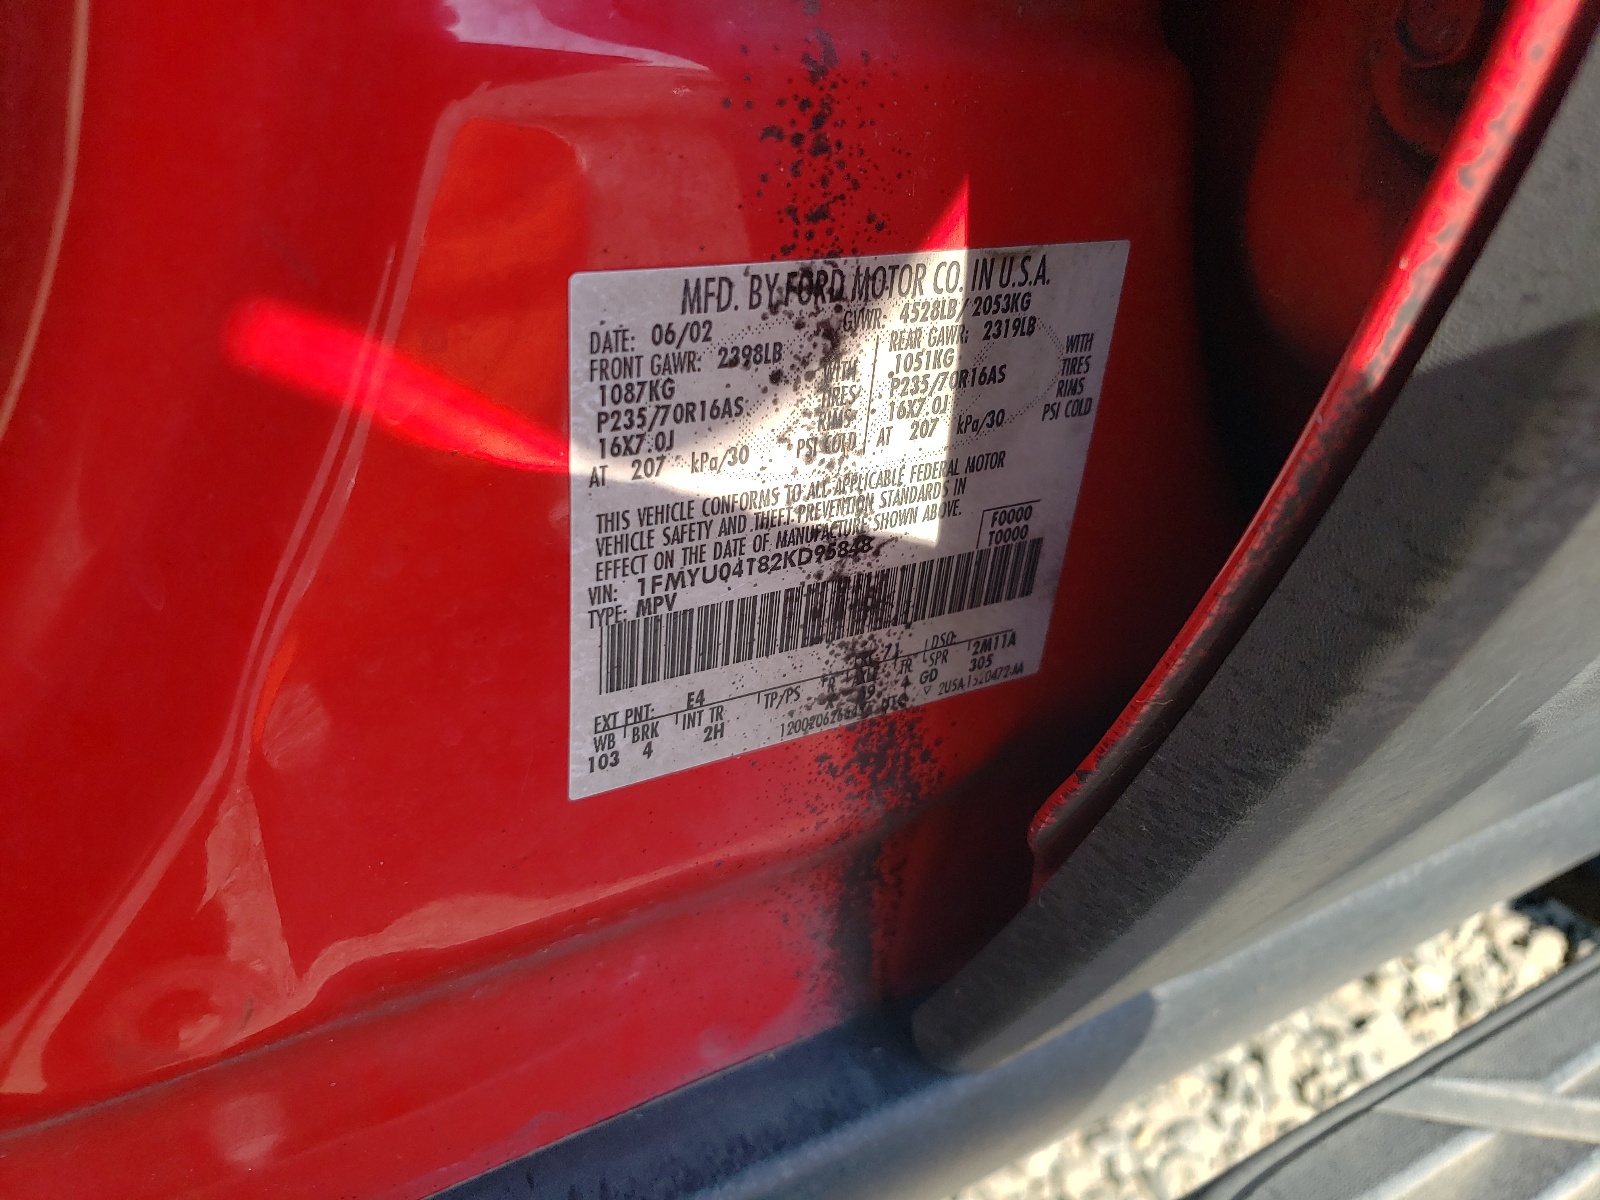 MFD. BY FORD MOTOR CO. IN U.S.A.
DATE: 06/02 GVWR: 4528LB / 2053KG
FRONT GAWR: 2398LB REAR GAWR: 2319LB
1087KG WITH 1051KG WITH
P235/70R16AS TIRES P235/70R16AS TIRES
16X7.0J RIMS 16X7.0J RIMS
AT 207 kPa/30 PSI COLD AT 207 kPa/30 PSI COLD
THIS VEHICLE CONFORMS TO ALL APPLICABLE FEDERAL MOTOR
VEHICLE SAFETY AND THEFT PREVENTION STANDARDS IN
EFFECT ON THE DATE OF MANUFACTURE SHOWN ABOVE.
F0000
T0000
VIN: 1FMYU04182KD95848
TYPE: MPV
EXT PNT: E4 DSO:
WB BRK INT TR TP/PS R TR SPR 2M11A
103 4 2H GD 305